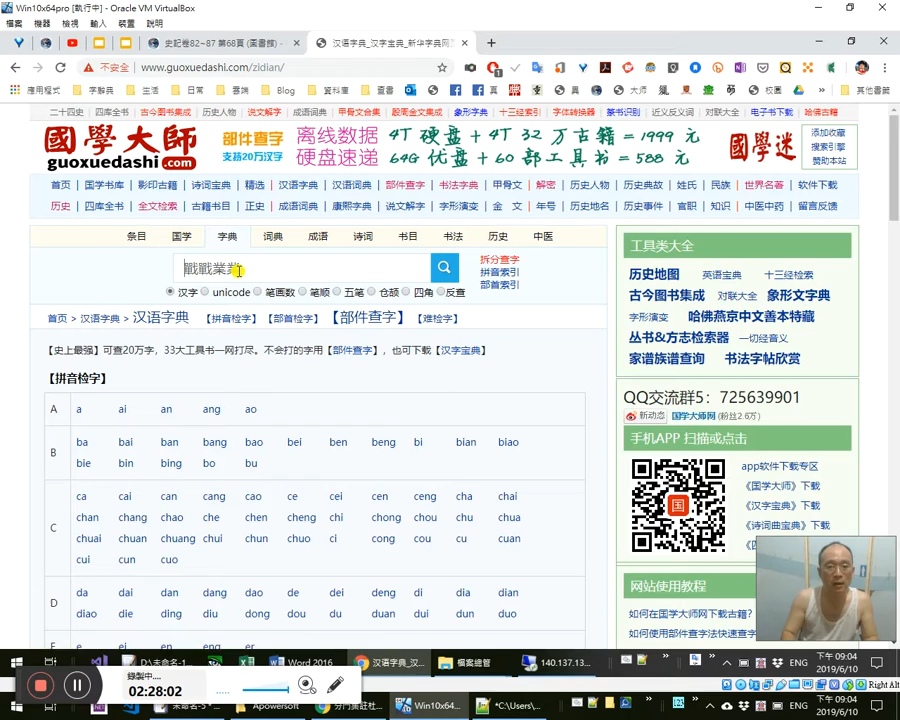 Win10x64pro [執行中] - Oracle VM VirtualBox
檔案 機器 檢視 輸入 裝置 說明
史記卷82~87 第68頁 (圖書館) -
汉语字典_汉字宝典_新华字典网
不安全 www.guoxuedashi.com/zidian/
應用程式 字辭典 雲端 日常 雲端 Blog 資料庫 查書
其他書籤
二十四史 四库全书 古今图书集成 历史人物 说文解字 成语词典 甲骨文合集 殷周金文集成 象形字典 十三经索引 字体转换器 篆书识别 近义反义词 对联大全 电子书下载 哈佛古籍
國學大師
guoxuedashi.com
部件查字
支持20万汉字
离线数据
硬盘速递
4T 硬盘 + 4T 32 万古籍 = 1999 元
64G 优盘 + 60 部工具书 = 588 元
國學迷
添加收藏
搜索引擎
赞助本站
首页 国学书库 影印古籍 诗词宝典 精选 汉语字典 汉语词典 部件查字 书法字典 甲骨文 解密 历史人物 历史典故 姓氏 民族 世界名著 软件下载
历史 四库全书 全文检索 古籍书目 正史 成语词典 康熙字典 说文解字 字形演变 金 文 年号 历史地名 历史事件 官职 知识 中医中药 留言反馈
条目 国学 字典 词典 成语 诗词 书目 书法 历史 中医
戰戰業業
拆分查字
拼音索引
部首索引
汉字 unicode 笔画数 笔顺 五笔 仓颉 四角 反查
首页 > 汉语字典 > 汉语字典 【拼音检字】 【部首检字】 【部件查字】 【难检字】
【史上最强】可查20万字，33大工具书一网打尽。不会打的字用【部件查字】，也可下载【汉字宝典】
【拼音检字】
A a ai an ang ao
B ba bai ban bang bao bei ben beng bi bian biao
bie bin bing bo bu
C ca cai can cang cao ce cei cen ceng cha chai
chan chang chao che chen cheng chi chong chou chu chua
chuai chuan chuang chui chun chuo ci cong cou cu cuan
cui cun cuo
D da dai dan dang dao de dei deng di dia dian
diao die ding diu dong dou du duan dui dun duo
E e ei en eng er
工具类大全
历史地图 英语宝典 十三经检索
古今图书集成 对联大全 象形文字典
字形演变 哈佛燕京中文善本特藏
丛书&方志检索器 一切经音义
家谱族谱查询 书法字帖欣赏
QQ交流群5：725639901
新动态 国学大师网 (粉丝2.6万)
手机APP 扫描或点击
国
app软件下载专区
《国学大师》下载
《汉字宝典》下载
《诗词曲宝典》下载
网站使用教程
如何在国学大师网下载古籍?
如何使用部件查字法快速查字
D:\未命名-1... Word 2016 汉语字典_汉... 檔案總管 140.137.13... ENG 下午 09:04
2019/6/10
Right Alt
錄製中....
02:28:02
未命名-5 * Apowersoft 分門集註杜... Win10x64... *C:\Users\... ENG 下午 09:04
2019/6/10